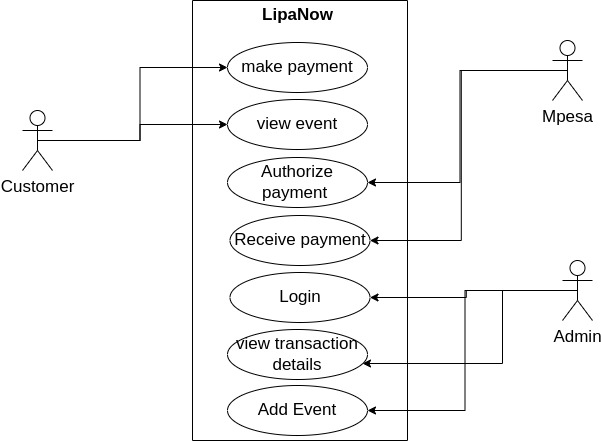 LipaNow
make payment
Mpesa
view event
Customer
Authorize
payment
Receive payment
Login
Admin
view transaction
details
Add Event